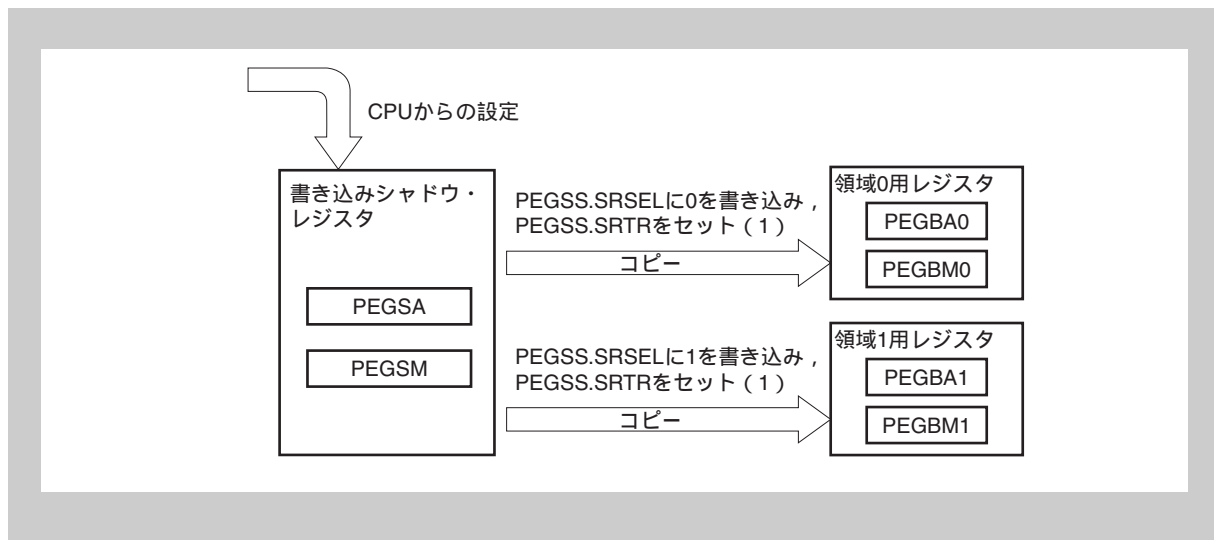 CPUからの設定
書き込みシャドウ・
レジスタ
PEGSA
PEGSM
PEGSS.SRSELに0を書き込み，
PEGSS.SRTRをセット（1）
コピー
領域0用レジスタ
PEGBA0
PEGBM0
PEGSS.SRSELに1を書き込み，
PEGSS.SRTRをセット（1）
コピー
領域1用レジスタ
PEGBA1
PEGBM1